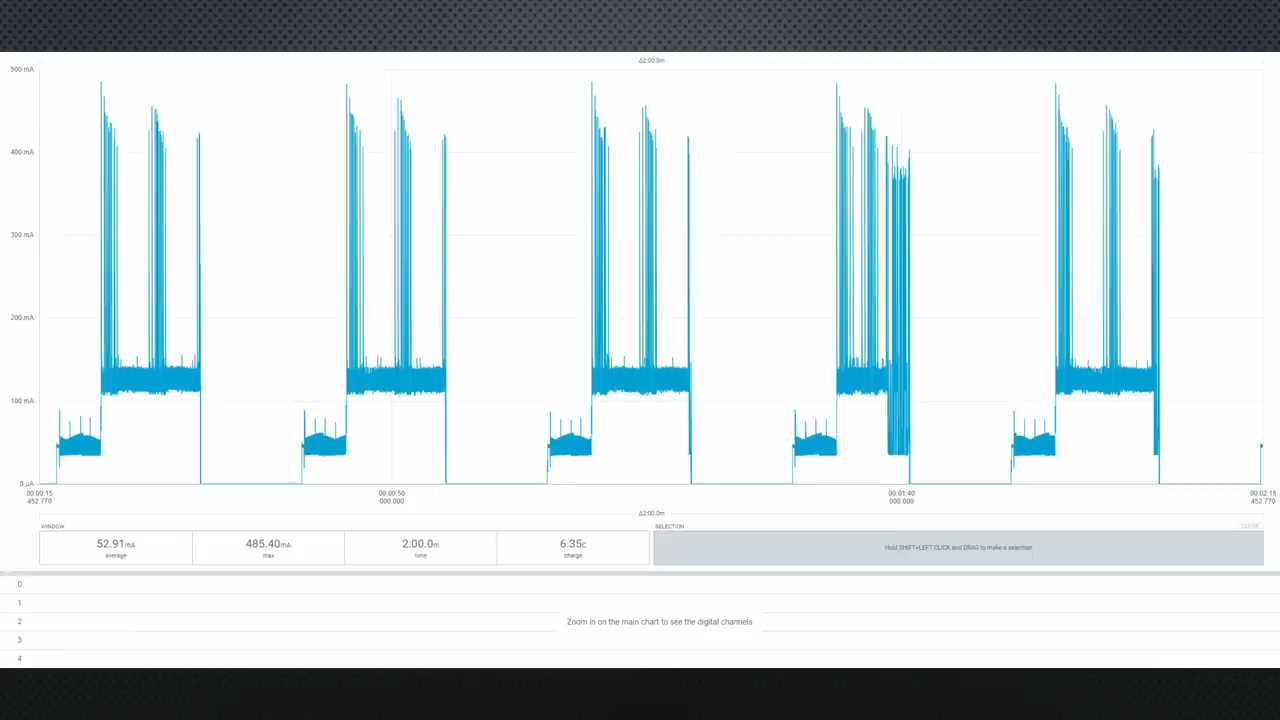 Δ2:00.0m
500 mA
400 mA
300 mA
200 mA
100 mA
0 µA
00:00:15 00:00:50 00:01:40 00:02:15
452.770 000.000 000.000 452.770
Δ2:00.0m
WINDOW SELECTION CLEAR
52.91mA 485.40mA 2:00.0m 6.35C
average max time charge
Hold SHIFT+LEFT CLICK and DRAG to make a selection
0
1
2 Zoom in on the main chart to see the digital channels
3
4